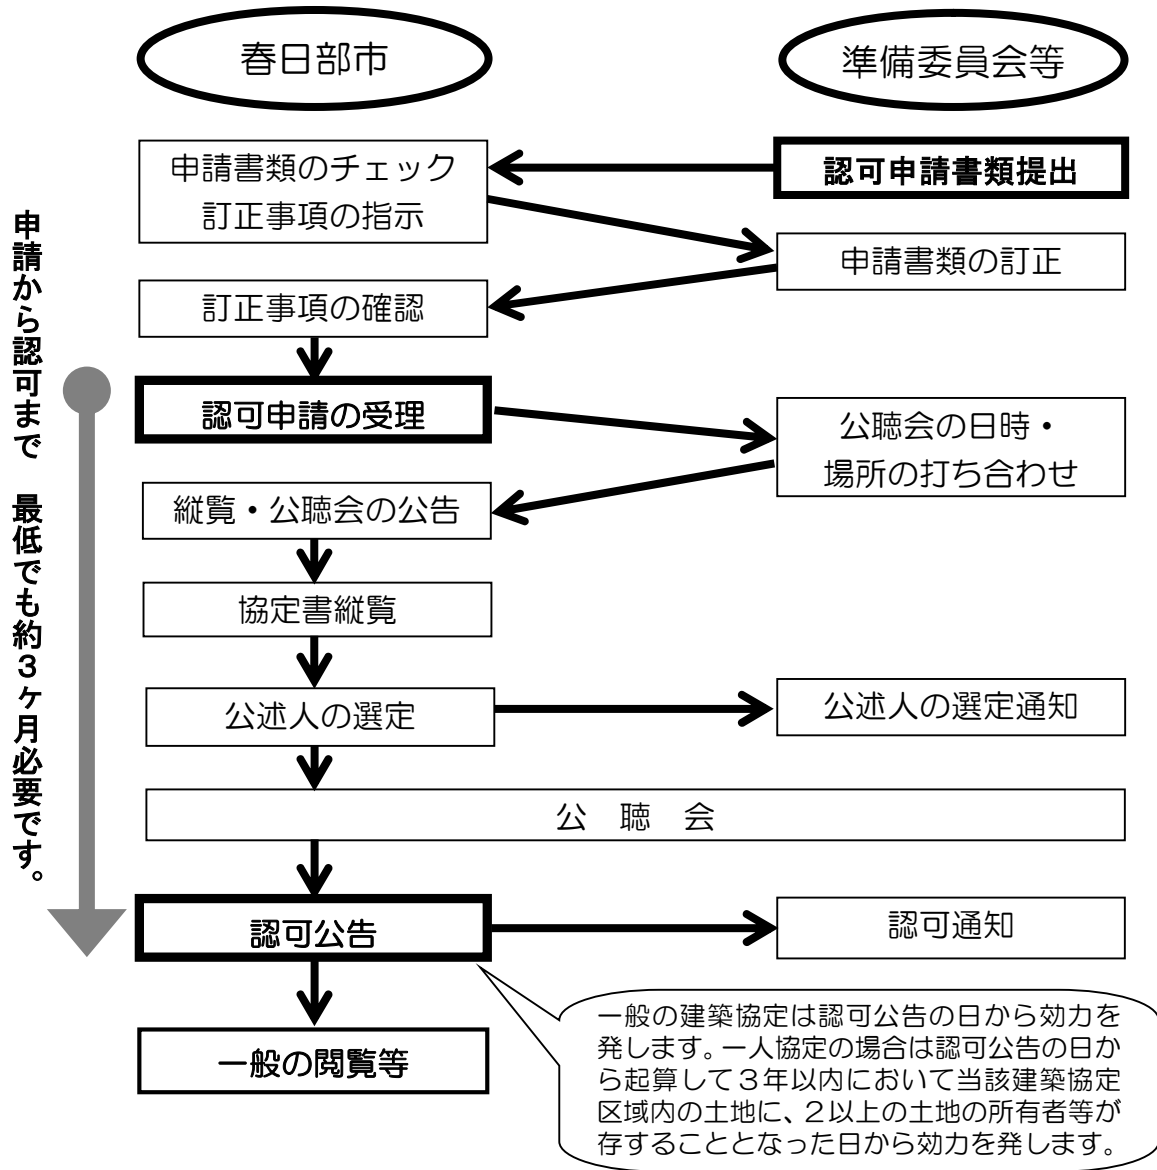 春日部市
準備委員会等
認可申請書類提出
申請書類のチェック
訂正事項の指示
申請書類の訂正
訂正事項の確認
認可申請の受理
公聴会の日時・
場所の打ち合わせ
縦覧・公聴会の公告
協定書縦覧
公述人の選定
公述人の選定通知
公　聴　会
認可公告
認可通知
一般の閲覧等
一般の建築協定は認可公告の日から効力を
発します。一人協定の場合は認可公告の日か
ら起算して３年以内において当該建築協定
区域内の土地に、２以上の土地の所有者等が
存することとなった日から効力を発します。
申請から認可まで　最低でも約３ヶ月必要です。